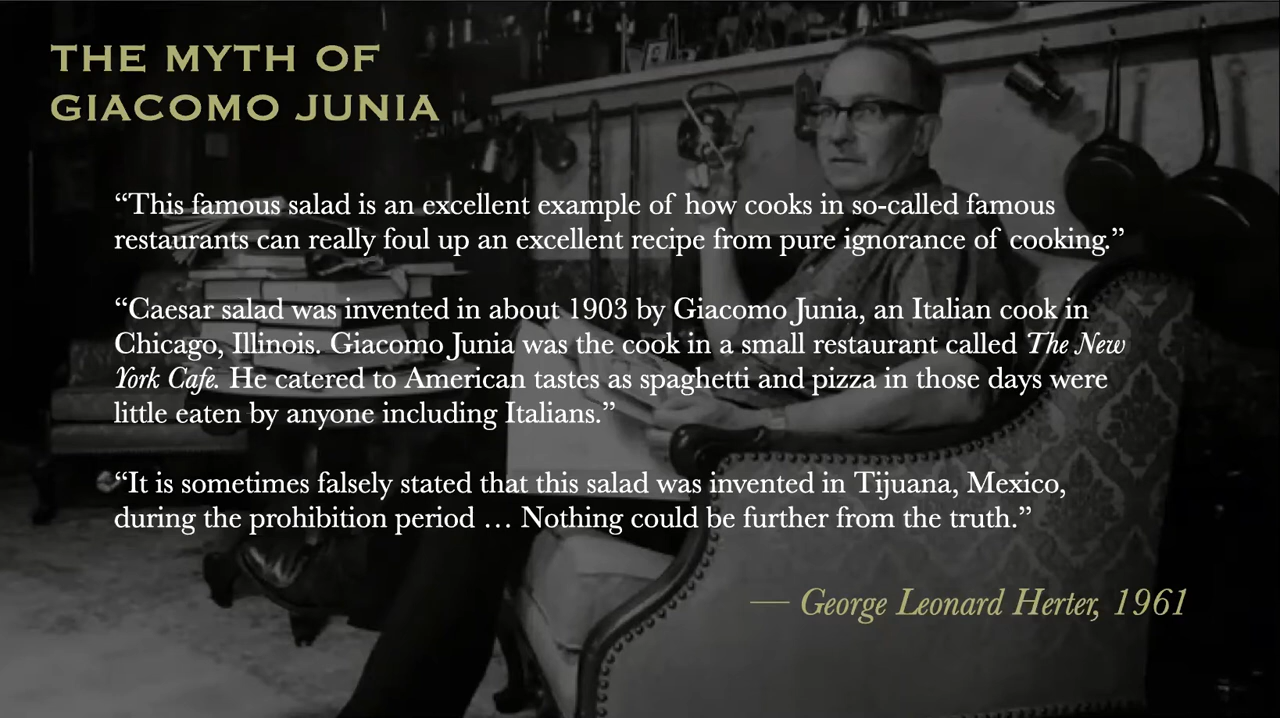 THE MYTH OF
GIACOMO JUNIA
“This famous salad is an excellent example of how cooks in so-called famous
restaurants can really foul up an excellent recipe from pure ignorance of cooking.”
“Caesar salad was invented in about 1903 by Giacomo Junia, an Italian cook in
Chicago, Illinois. Giacomo Junia was the cook in a small restaurant called The New
York Cafe. He catered to American tastes as spaghetti and pizza in those days were
little eaten by anyone including Italians.”
“It is sometimes falsely stated that this salad was invented in Tijuana, Mexico,
during the prohibition period … Nothing could be further from the truth.”
— George Leonard Herter, 1961